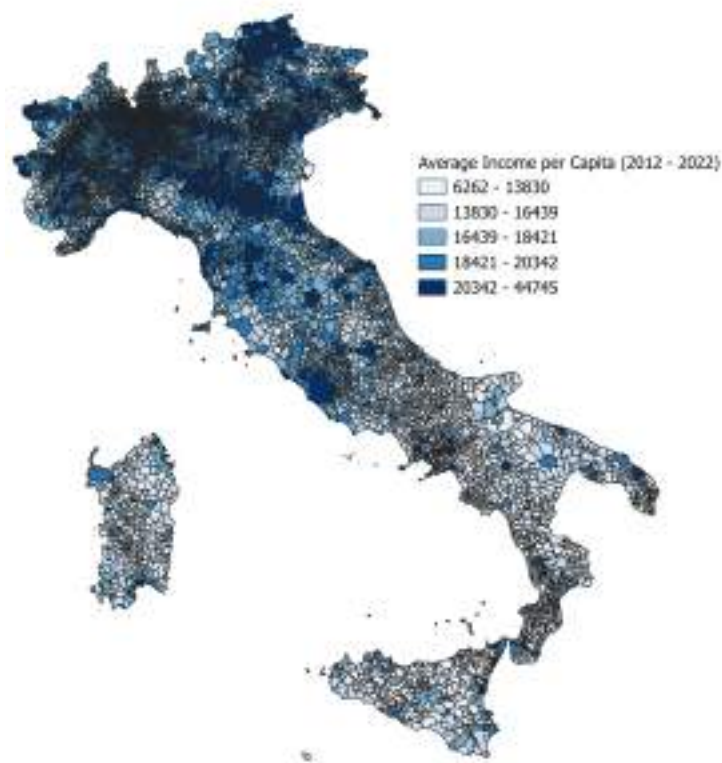 Average Income per Capita (2012 - 2022)
6262 - 13830
13830 - 16439
16439 - 18421
18421 - 20342
20342 - 44745